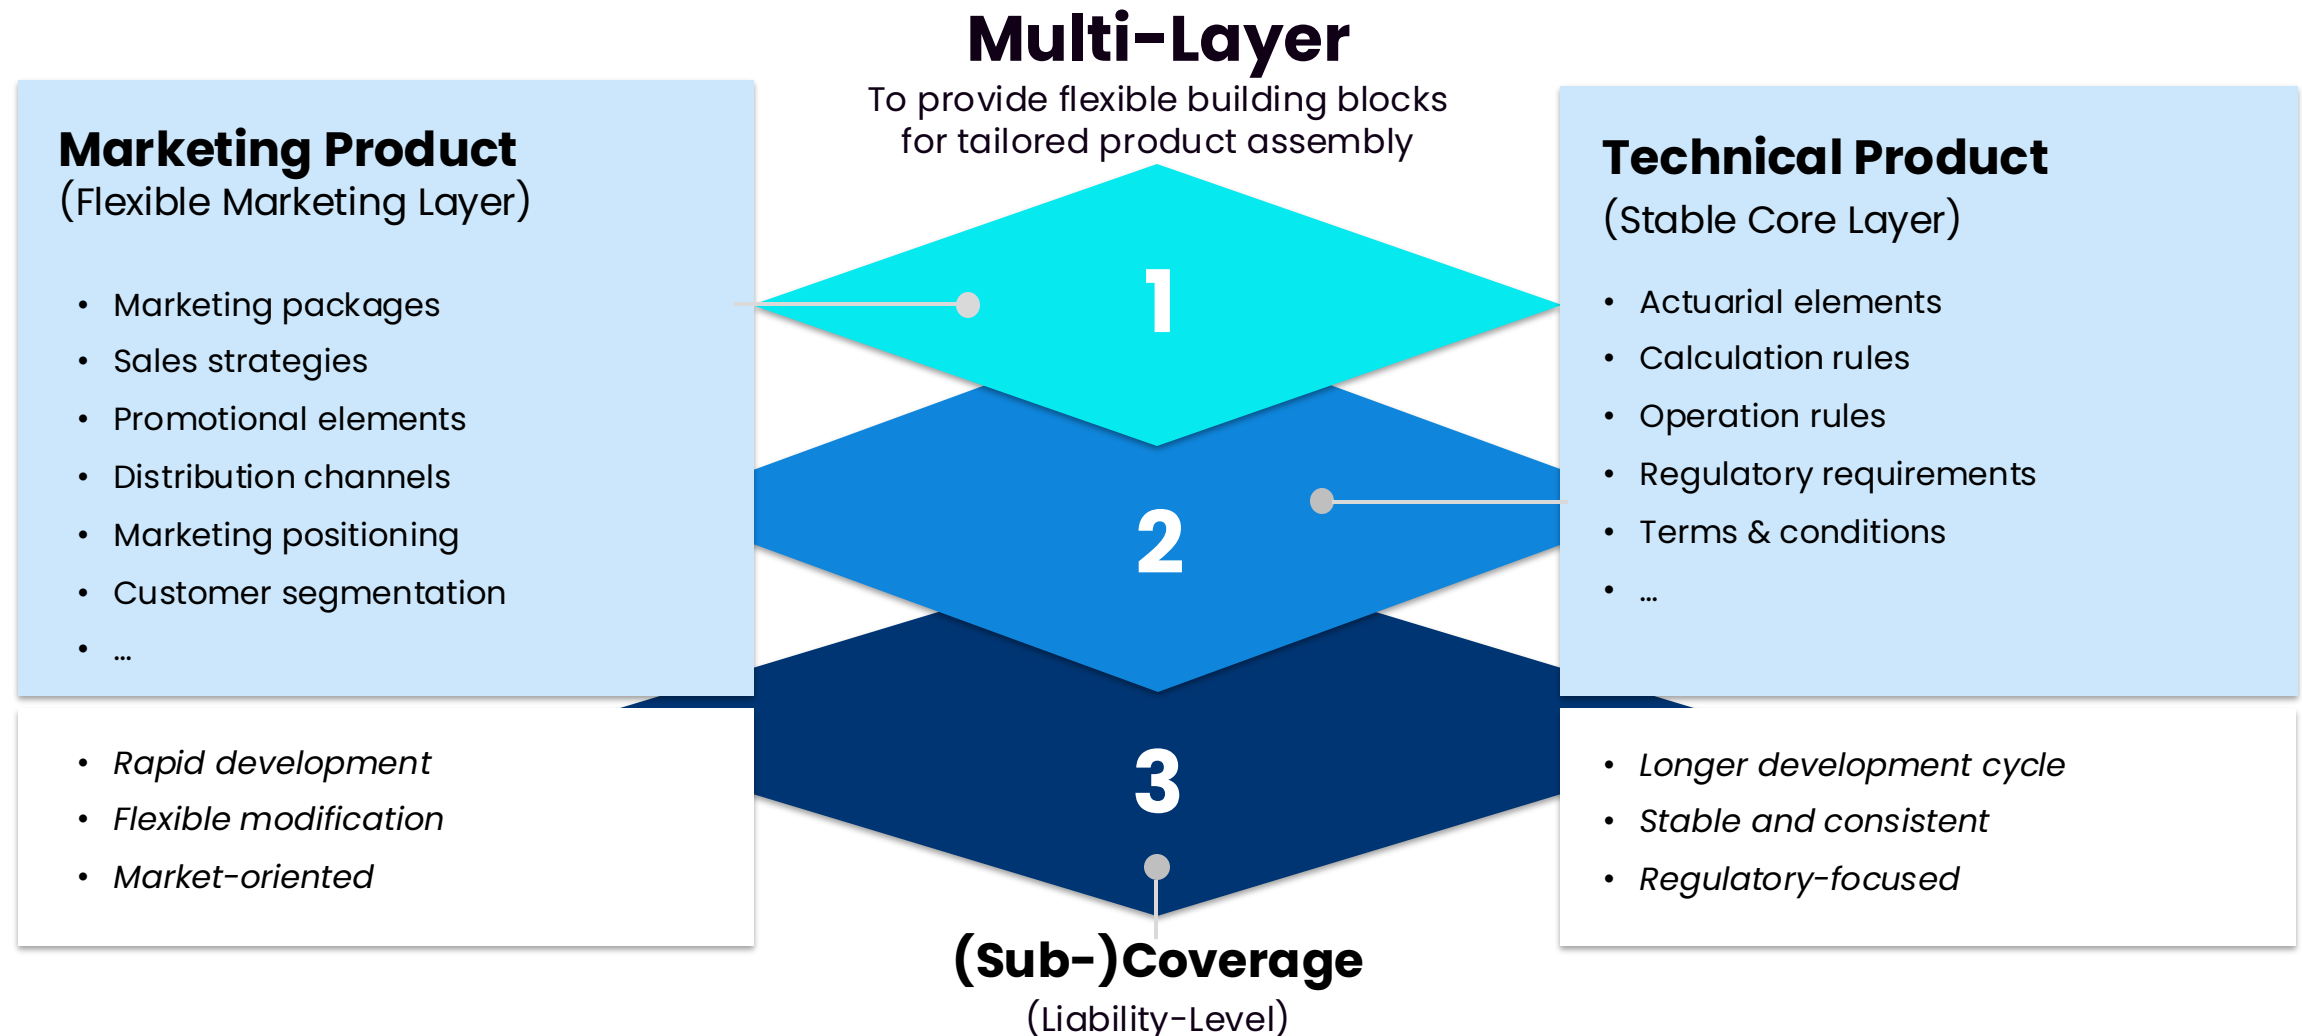 Multi-Layer
To provide flexible building blocks
for tailored product assembly
Marketing Product
(Flexible Marketing Layer)
• Marketing packages
• Sales strategies
• Promotional elements
• Distribution channels
• Marketing positioning
• Customer segmentation
• ...
• Rapid development
• Flexible modification
• Market-oriented
1
2
3
(Sub-)Coverage
(Liability-Level)
Technical Product
(Stable Core Layer)
• Actuarial elements
• Calculation rules
• Operation rules
• Regulatory requirements
• Terms & conditions
• ...
• Longer development cycle
• Stable and consistent
• Regulatory-focused